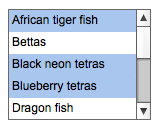 African tiger fish
Bettas
Black neon tetras
Blueberry tetras
Dragon fish